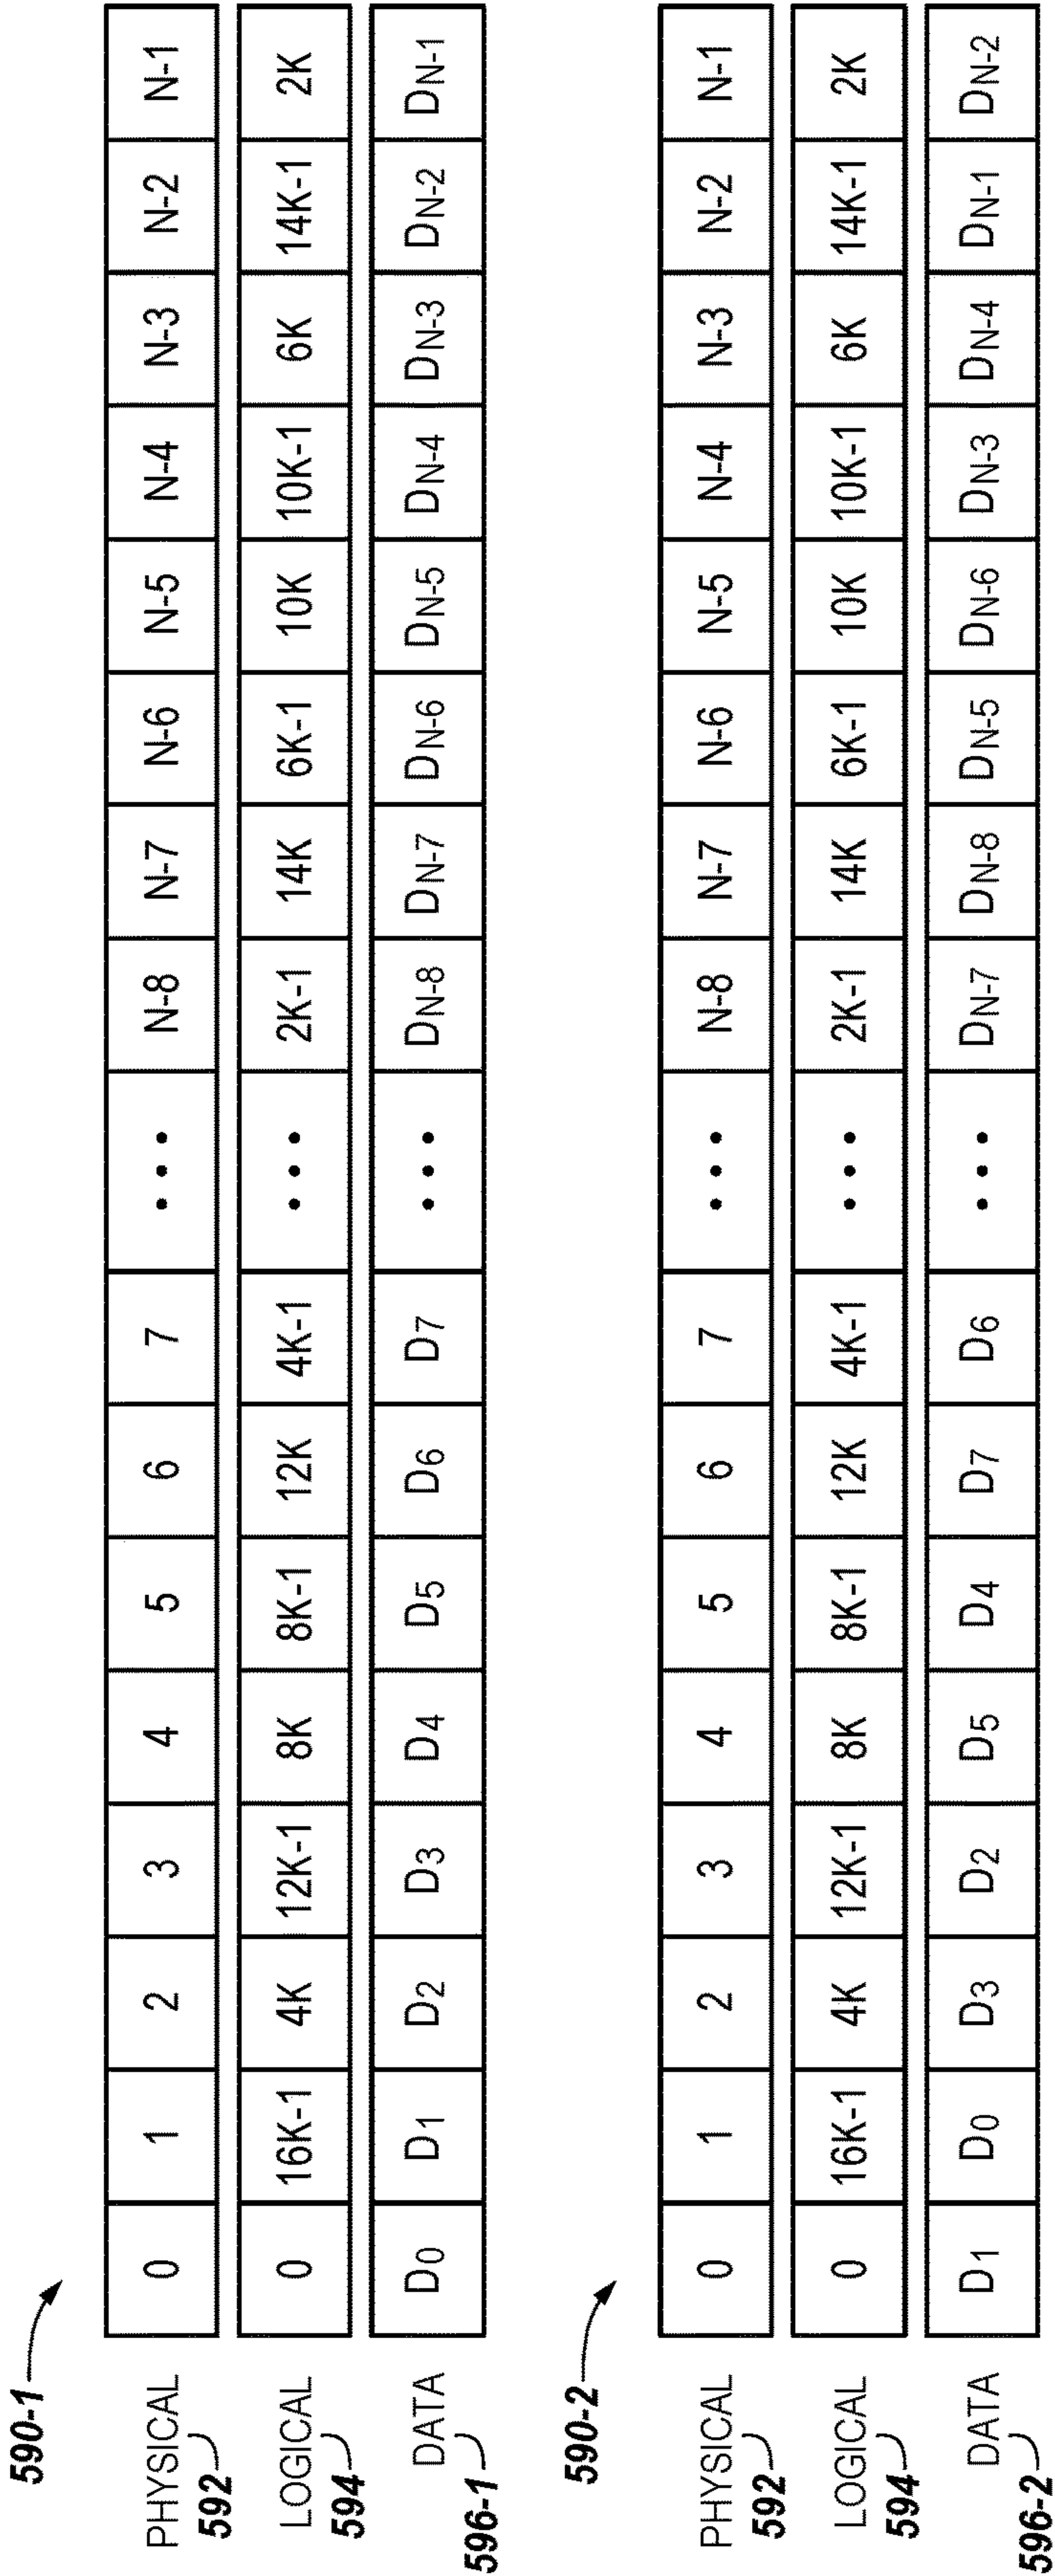 590-1
PHYSICAL 592 0 1 2 3 4 5 6 7 ••• N-8 N-7 N-6 N-5 N-4 N-3 N-2 N-1
LOGICAL 594 0 16K-1 4K 12K-1 8K 8K-1 12K 4K-1 ••• 2K-1 14K 6K-1 10K 10K-1 6K 14K-1 2K
DATA 596-1 D0 D1 D2 D3 D4 D5 D6 D7 ••• DN-8 DN-7 DN-6 DN-5 DN-4 DN-3 DN-2 DN-1
590-2
PHYSICAL 592 0 1 2 3 4 5 6 7 ••• N-8 N-7 N-6 N-5 N-4 N-3 N-2 N-1
LOGICAL 594 0 16K-1 4K 12K-1 8K 8K-1 12K 4K-1 ••• 2K-1 14K 6K-1 10K 10K-1 6K 14K-1 2K
DATA 596-2 D1 D0 D3 D2 D5 D4 D7 D6 ••• DN-7 DN-8 DN-5 DN-6 DN-3 DN-4 DN-1 DN-2